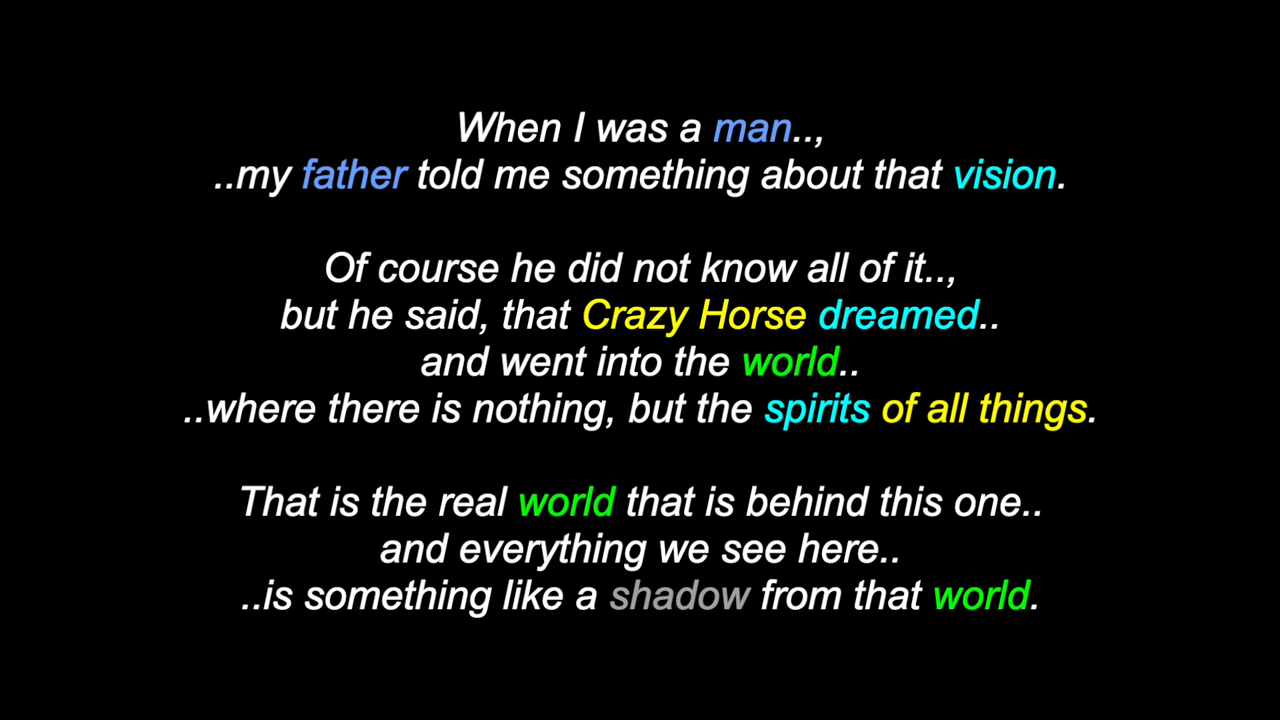 When I was a man..,
..my father told me something about that vision.
Of course he did not know all of it..,
but he said, that Crazy Horse dreamed..
and went into the world..
..where there is nothing, but the spirits of all things.
That is the real world that is behind this one..
and everything we see here..
..is something like a shadow from that world.